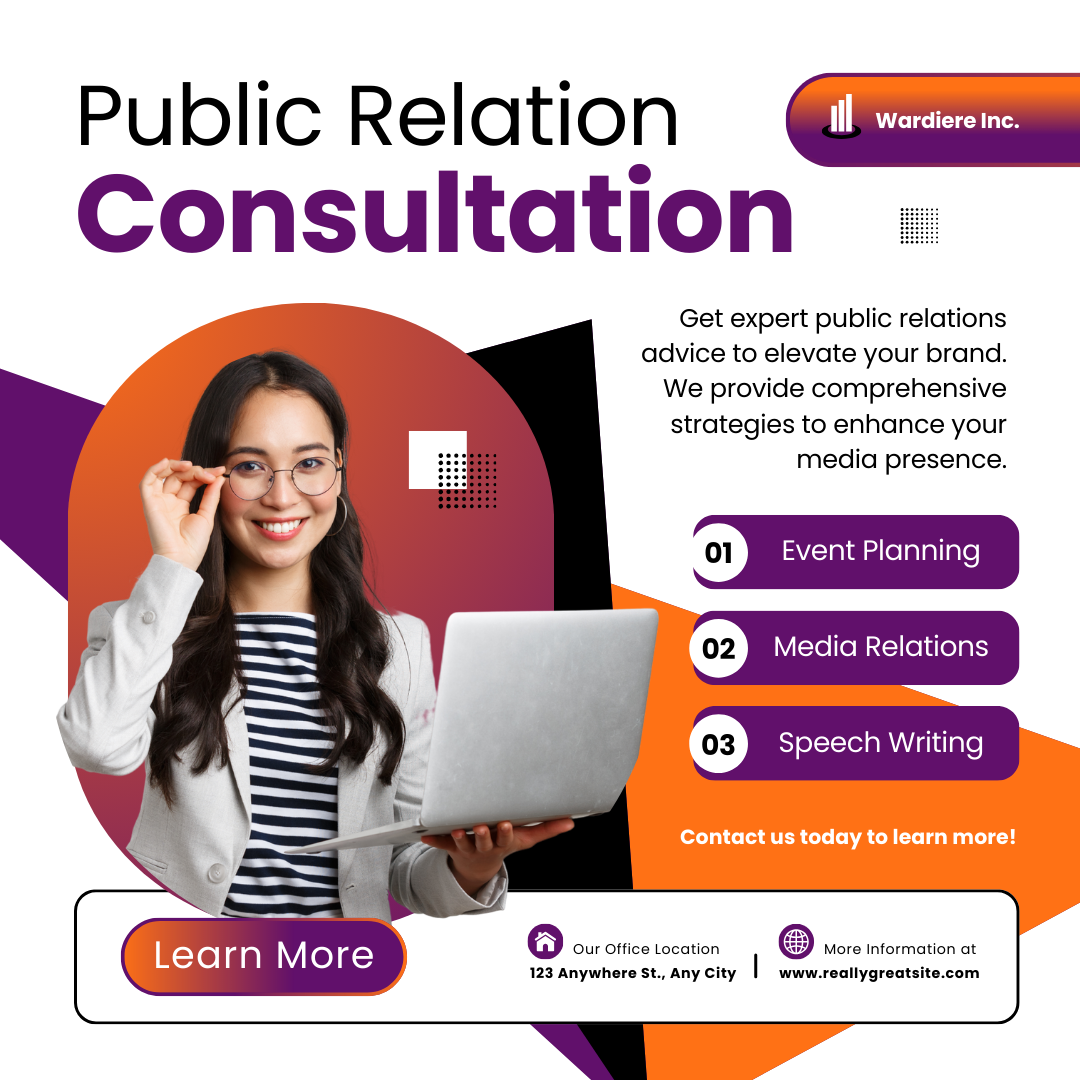 Public Relation
Consultation
Wardiere Inc.
Get expert public relations
advice to elevate your brand.
We provide comprehensive
strategies to enhance your
media presence.
01 Event Planning
02 Media Relations
03 Speech Writing
Contact us today to learn more!
Learn More
Our Office Location
123 Anywhere St., Any City
More Information at
www.reallygreatsite.com